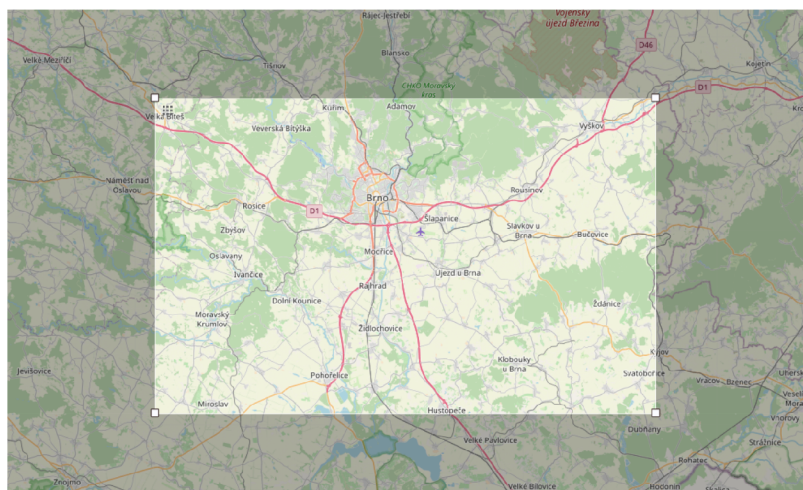 Rájec-Jestřebí
Vojenský
újezd Březina
D46
Velké Meziříčí
Blansko
Tišnov
Kojetín
CHKO Moravský
kras
D1
Kuřim
Adamov
Velká Bíteš
Vyškov
Veverská Bítýška
Náměšť nad
Oslavou
Rousínov
Brno
Rosice
D1
Šlapanice
Zbýšov
Slavkov u
Brna
Bučovice
Oslavany
Modřice
Ivančice
Újezd u Brna
Rajhrad
Dolní Kounice
Ždánice
Moravský
Krumlov
Židlochovice
Kyjov
Klobouky
u Brna
Jevišovice
Pohořelice
Svatobořice
Vracov
Bzenec
Miroslav
Hustopeče
Dubňany
Velké Pavlovice
Strážnice
Rohatec
Znojmo
Velké Bílovice
Hodonín
Skalica